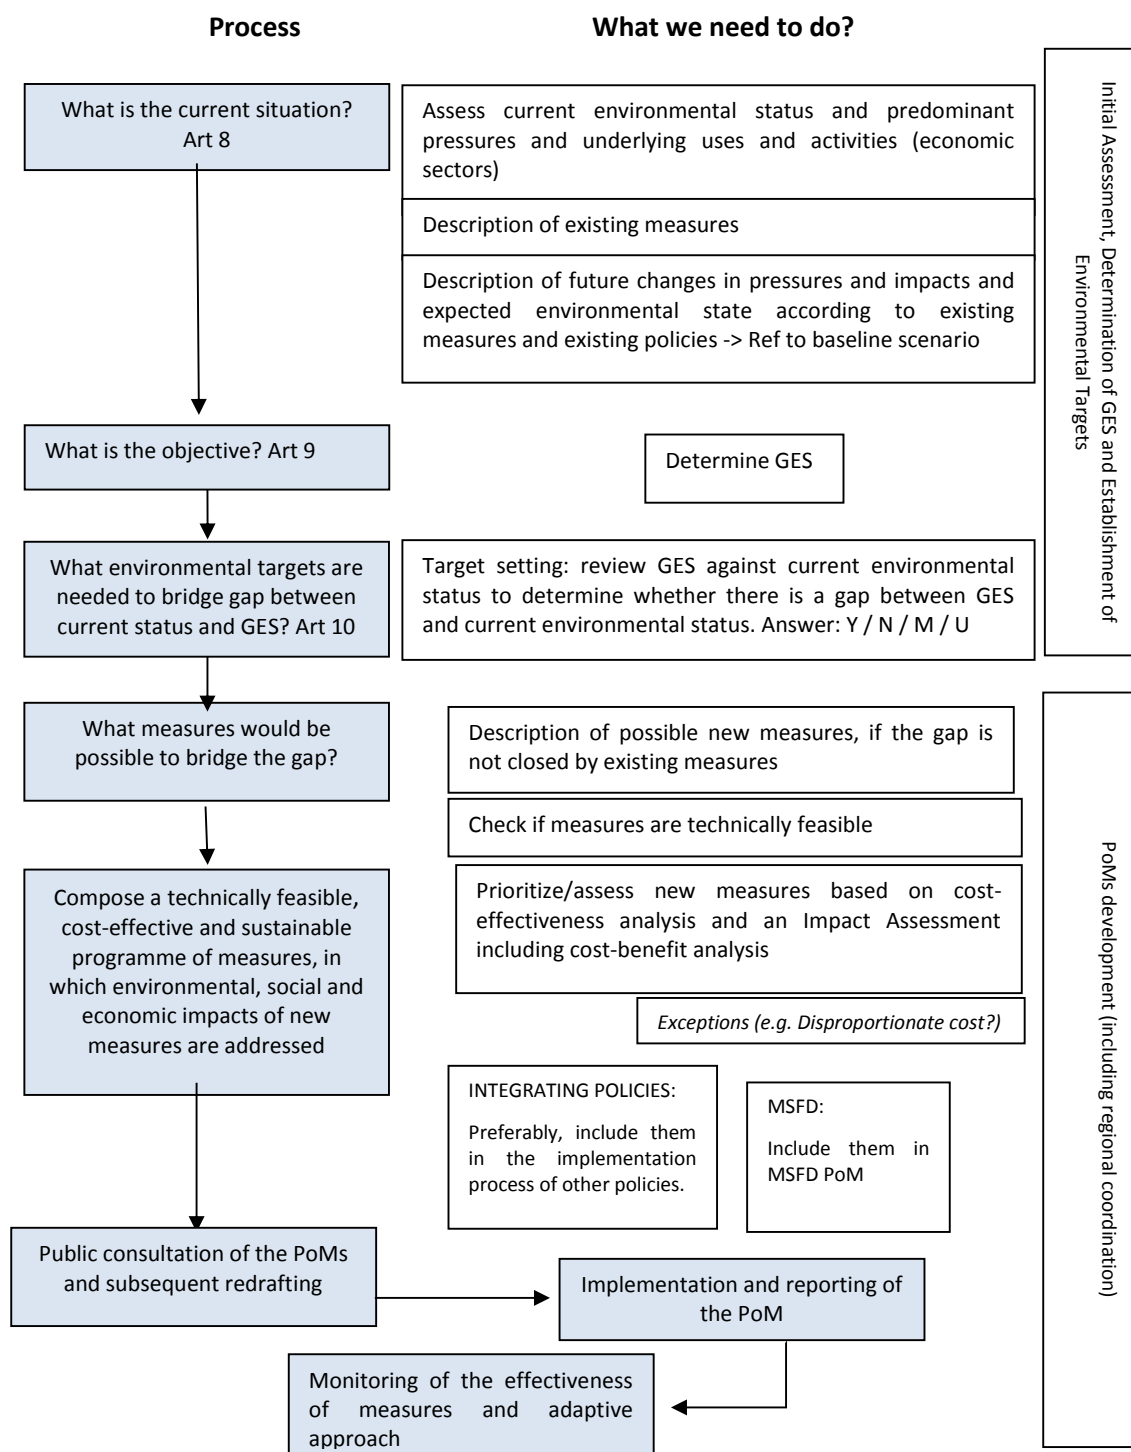 Process
What we need to do?
What is the current situation?
Art 8
Assess current environmental status and predominant
pressures and underlying uses and activities (economic
sectors)
Description of existing measures
Description of future changes in pressures and impacts and
expected environmental state according to existing
measures and existing policies -> Ref to baseline scenario
What is the objective? Art 9
Determine GES
What environmental targets are
needed to bridge gap between
current status and GES? Art 10
Target setting: review GES against current environmental
status to determine whether there is a gap between GES
and current environmental status. Answer: Y / N / M / U
Initial Assessment, Determination of GES and Establishment of
Environmental Targets
What measures would be
possible to bridge the gap?
Description of possible new measures, if the gap is
not closed by existing measures
Check if measures are technically feasible
Compose a technically feasible,
cost-effective and sustainable
programme of measures, in
which environmental, social and
economic impacts of new
measures are addressed
Prioritize/assess new measures based on cost-
effectiveness analysis and an Impact Assessment
including cost-benefit analysis
Exceptions (e.g. Disproportionate cost?)
INTEGRATING POLICIES:
Preferably, include them
in the implementation
process of other policies.
MSFD:
Include them in
MSFD PoM
PoMs development (including regional coordination)
Public consultation of the PoMs
and subsequent redrafting
Implementation and reporting of
the PoM
Monitoring of the effectiveness
of measures and adaptive
approach